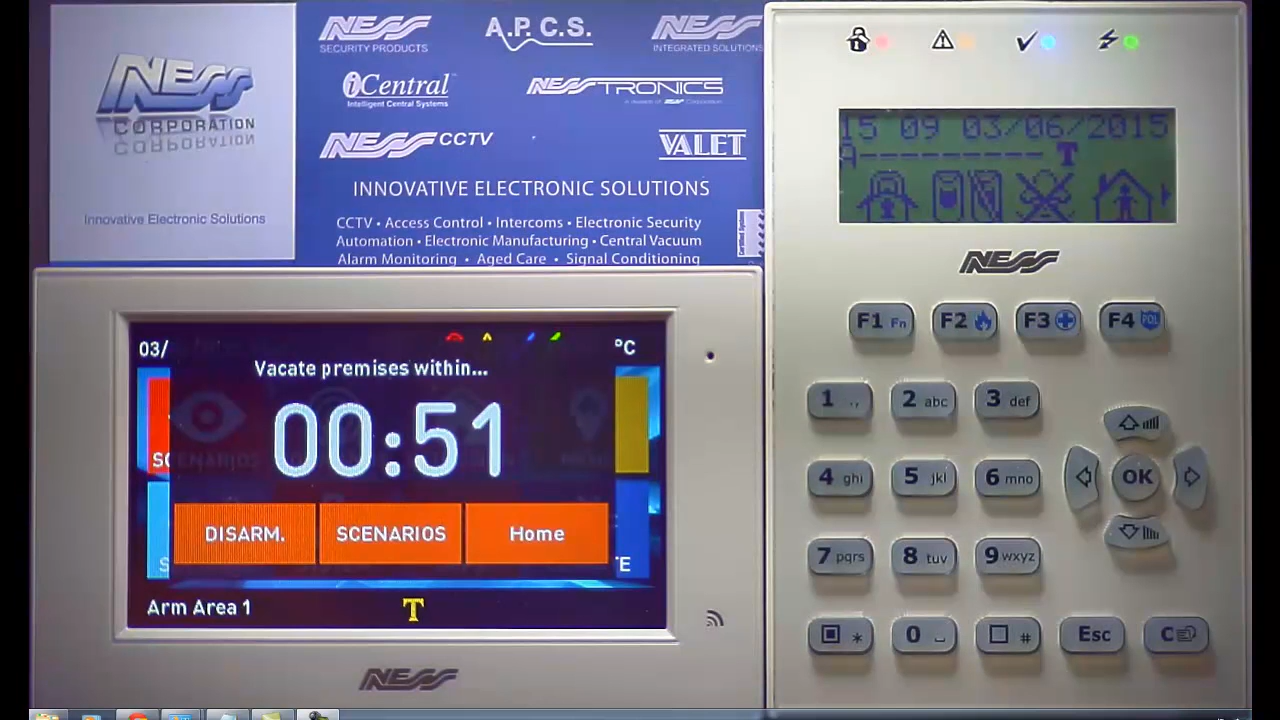 NESS
CORPORATION
Innovative Electronic Solutions
NESS
SECURITY PRODUCTS
A.P.C.S.
NESS
INTEGRATED SOLUTIONS
iCentral
Intelligent Central Systems
NESSTRONICS
NESS CCTV
VALET
INNOVATIVE ELECTRONIC SOLUTIONS
CCTV • Access Control • Intercoms • Electronic Security
Automation • Electronic Manufacturing • Central Vacuum
Alarm Monitoring • Aged Care • Signal Conditioning
03/
°C
Vacate premises within...
00:51
DISARM.
SCENARIOS
Home
Arm Area 1
T
NESS
15 09 03/06/2015
T
NESS
F1 Fn
F2
F3
F4 POL
1 .,
2 abc
3 def
4 ghi
5 jkl
6 mno
OK
7 pqrs
8 tuv
9 wxyz
*
0
#
Esc
C